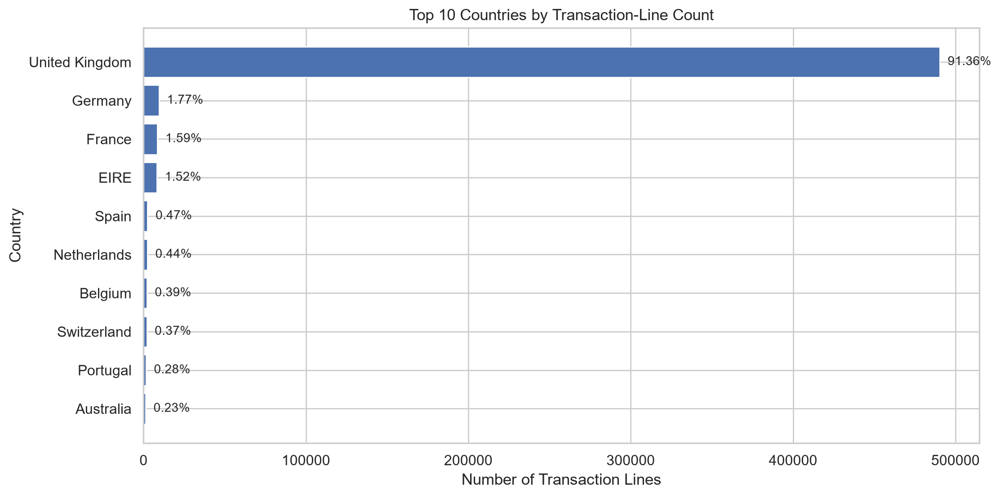 Top 10 Countries by Transaction-Line Count
United Kingdom 91.36%
Germany 1.77%
France 1.59%
EIRE 1.52%
Spain 0.47%
Netherlands 0.44%
Belgium 0.39%
Switzerland 0.37%
Portugal 0.28%
Australia 0.23%
Country
0 100000 200000 300000 400000 500000
Number of Transaction Lines